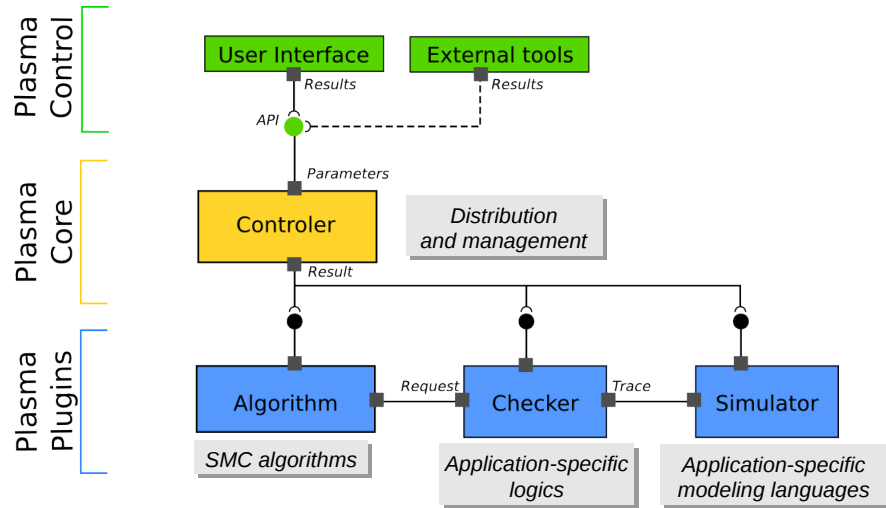 Plasma
Control
User Interface
External tools
Results
Results
API
Parameters
Plasma
Core
Controler
Distribution
and management
Result
Plasma
Plugins
Algorithm
Request
Checker
Trace
Simulator
SMC algorithms
Application-specific
logics
Application-specific
modeling languages